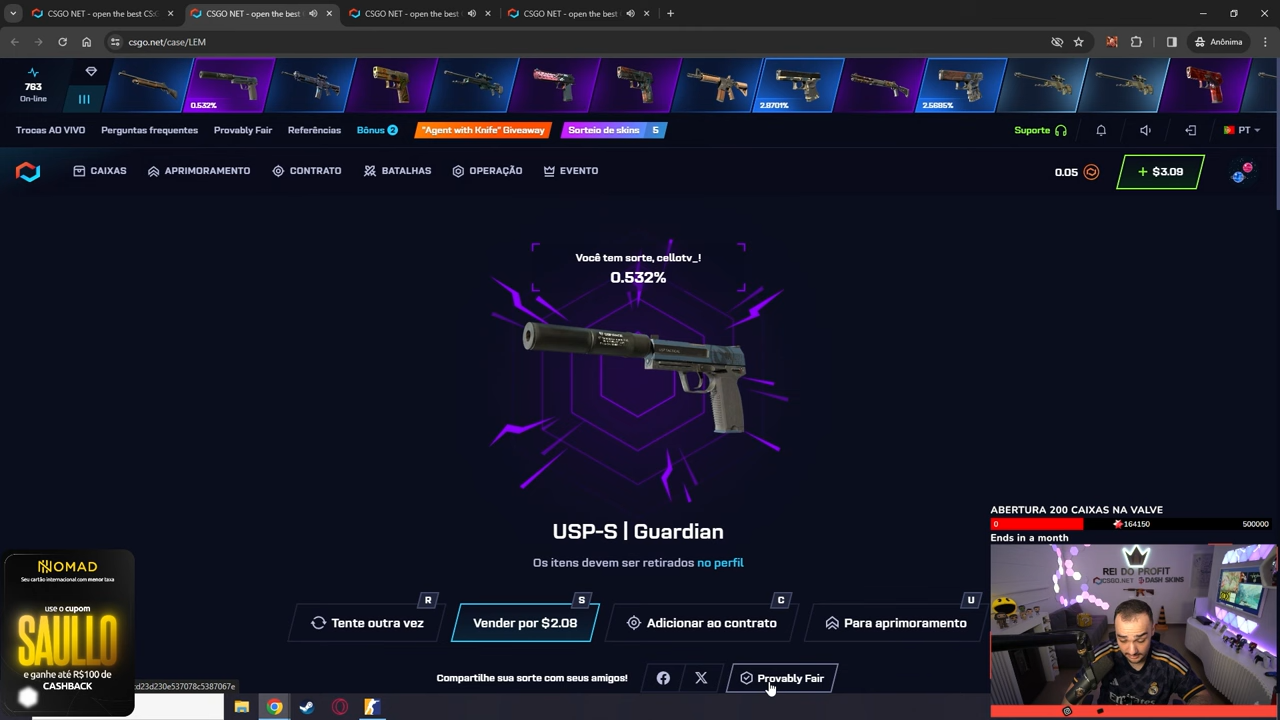 CSGO NET - open the best CS:
CSGO NET - open the best
CSGO NET - open the best
CSGO NET - open the best
csgo.net/case/LEM
Anônima
763
On-line
0.532%
2.8701%
2.5685%
Trocas AO VIVO
Perguntas frequentes
Provably Fair
Referências
Bônus 2
"Agent with Knife" Giveaway
Sorteio de skins 5
Suporte
PT
CAIXAS
APRIMORAMENTO
CONTRATO
BATALHAS
OPERAÇÃO
EVENTO
0.05
+ $3.09
Você tem sorte, cellotv_!
0.532%
USP-S | Guardian
Os itens devem ser retirados no perfil
R
S
C
U
Tente outra vez
Vender por $2.08
Adicionar ao contrato
Para aprimoramento
Compartilhe sua sorte com seus amigos!
Provably Fair
ABERTURA 200 CAIXAS NA VALVE
0
164150
500000
Ends in a month
REI DO PROFIT
CSGO.NET
DASH SKINS
NOMAD
Seu cartão internacional com menor taxa
use o cupom
SAULLO
e ganhe até R$100 de
CASHBACK
d23d230e537078c5387067e